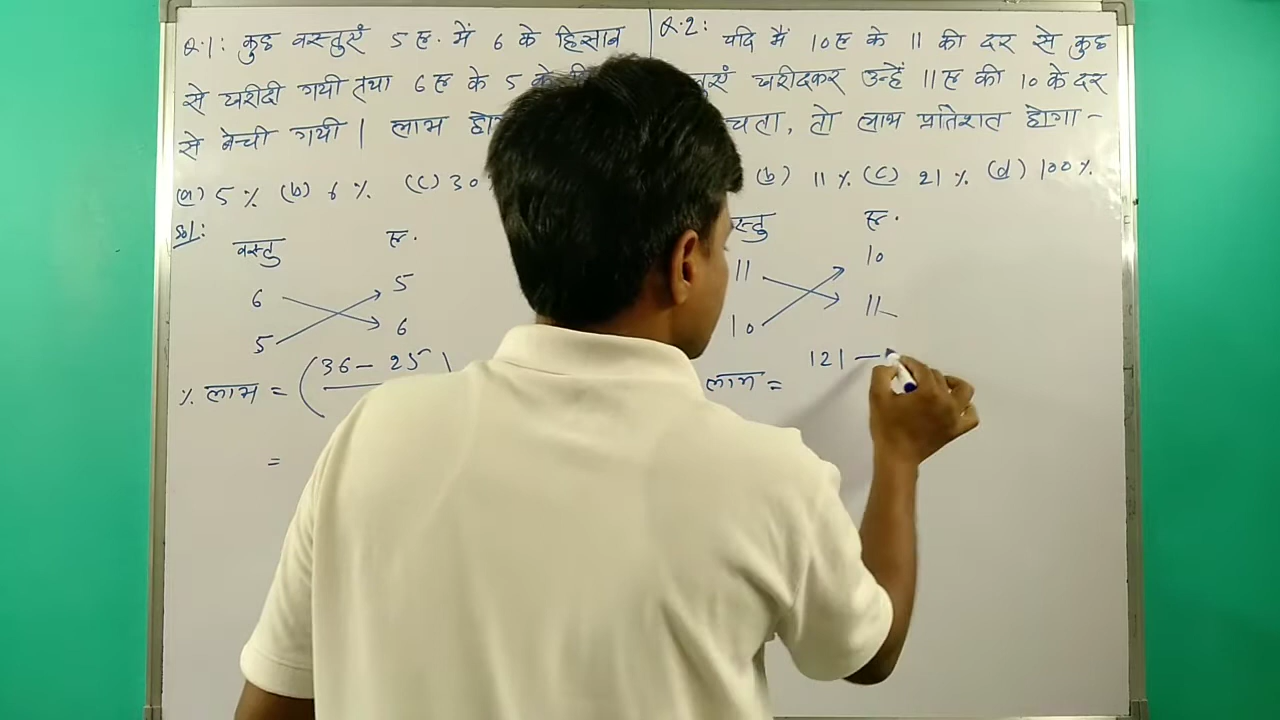 Q.1: कुछ वस्तुएं 5 रु. में 6 के हिसाब
से खरीदी गयी तथा 6 रु के 5 के
से बेच्ची गयी | लाभ
(a) 5 % (b) 6 % (c) 30
Sol:
वस्तु रु.
6 5
5 6
% लाभ = ( 36 - 25
=
Q.2: यदि मैं 10 रु के 11 की दर से कुछ
खरीदकर उन्हें 11 रु की 10 के दर
तो लाभ प्रतिशत होगा -
(b) 11 % (c) 21 % (d) 100 %.
रु.
11 10
10 11
लाभ = 121 -